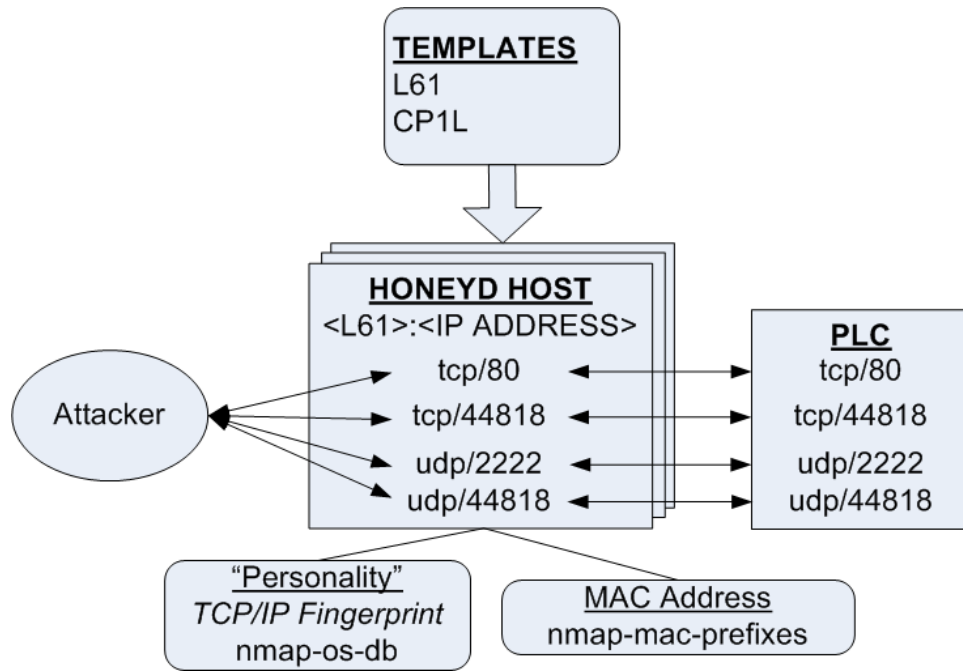 TEMPLATES
L61
CP1L
HONEYD HOST
<L61>:<IP ADDRESS>
tcp/80
tcp/44818
udp/2222
udp/44818
PLC
tcp/80
tcp/44818
udp/2222
udp/44818
Attacker
“Personality”
TCP/IP Fingerprint
nmap-os-db
MAC Address
nmap-mac-prefixes